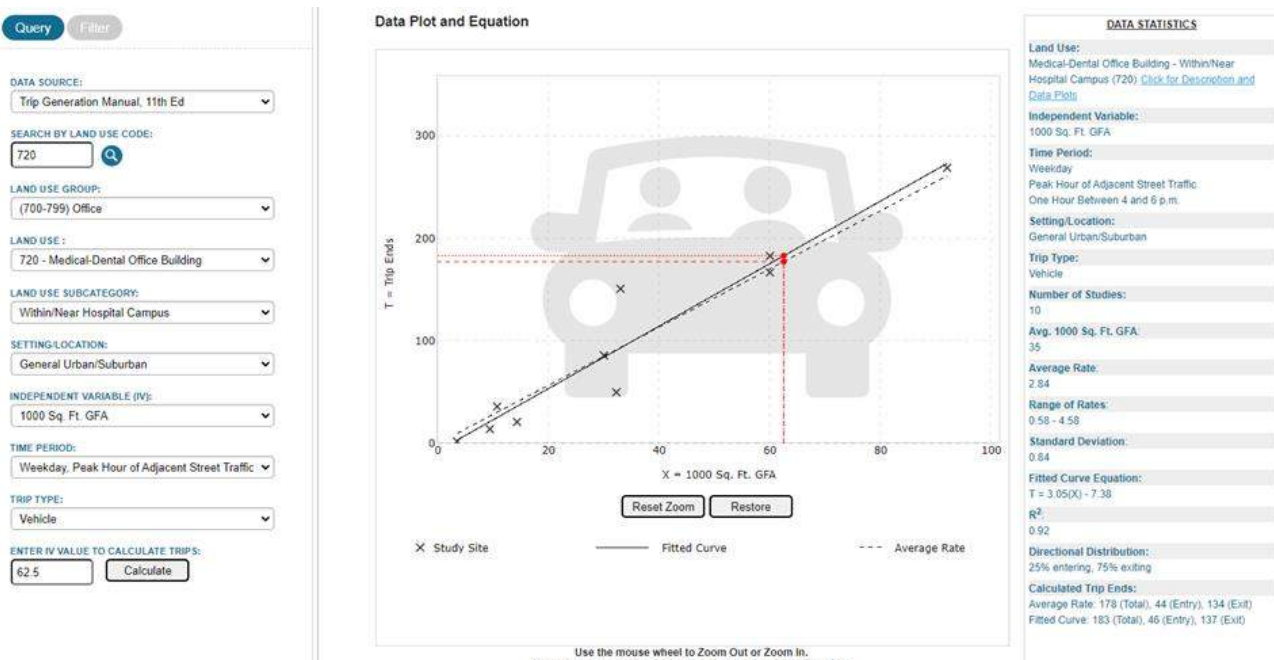 Query
Filter
DATA SOURCE:
Trip Generation Manual, 11th Ed
SEARCH BY LAND USE CODE:
720
LAND USE GROUP:
(700-799) Office
LAND USE :
720 - Medical-Dental Office Building
LAND USE SUBCATEGORY:
Within/Near Hospital Campus
SETTING/LOCATION:
General Urban/Suburban
INDEPENDENT VARIABLE (IV):
1000 Sq. Ft. GFA
TIME PERIOD:
Weekday, Peak Hour of Adjacent Street Traffic
TRIP TYPE:
Vehicle
ENTER IV VALUE TO CALCULATE TRIPS:
62.5
Calculate
Data Plot and Equation
T = Trip Ends
300
200
100
0
0 20 40 60 80 100
X = 1000 Sq. Ft. GFA
Reset Zoom
Restore
Study Site
Fitted Curve
Average Rate
Use the mouse wheel to Zoom Out or Zoom In.
DATA STATISTICS
Land Use:
Medical-Dental Office Building - Within/Near
Hospital Campus (720) Click for Description and
Data Plots
Independent Variable:
1000 Sq. Ft. GFA
Time Period:
Weekday
Peak Hour of Adjacent Street Traffic
One Hour Between 4 and 6 p.m.
Setting/Location:
General Urban/Suburban
Trip Type:
Vehicle
Number of Studies:
10
Avg. 1000 Sq. Ft. GFA:
35
Average Rate:
2.84
Range of Rates:
0.58 - 4.58
Standard Deviation:
0.84
Fitted Curve Equation:
T = 3.05(X) - 7.38
R²:
0.92
Directional Distribution:
25% entering, 75% exiting
Calculated Trip Ends:
Average Rate: 178 (Total), 44 (Entry), 134 (Exit)
Fitted Curve: 183 (Total), 46 (Entry), 137 (Exit)